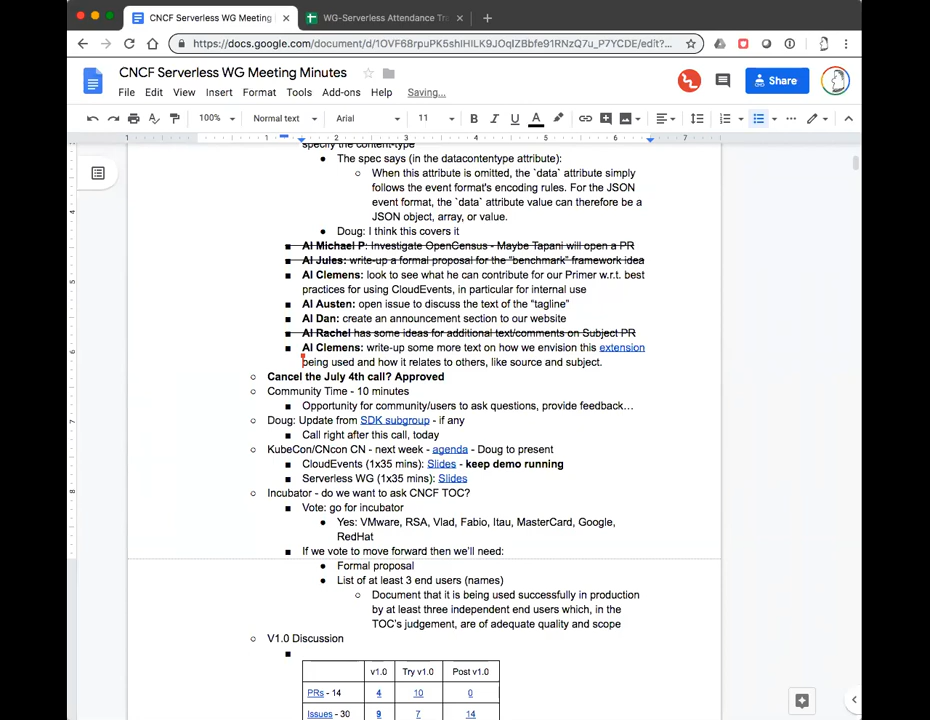 CNCF Serverless WG Meeting
WG-Serverless Attendance Tra
https://docs.google.com/document/d/1OVF68rpuPK5shIHILK9JOqIZBbfe91RNzQ7u_P7YCDE/edit?...
CNCF Serverless WG Meeting Minutes
File Edit View Insert Format Tools Add-ons Help Saving...
Share
100% Normal text Arial 11 B I U A
1 1 2 3 4 5 6 7
specify the content-type
The spec says (in the datacontenttype attribute):
When this attribute is omitted, the `data` attribute simply
follows the event format's encoding rules. For the JSON
event format, the `data` attribute value can therefore be a
JSON object, array, or value.
Doug: I think this covers it
AI Michael P: Investigate OpenCensus - Maybe Tapani will open a PR
AI Jules: write-up a formal proposal for the "benchmark" framework idea
AI Clemens: look to see what he can contribute for our Primer w.r.t. best
practices for using CloudEvents, in particular for internal use
AI Austen: open issue to discuss the text of the "tagline"
AI Dan: create an announcement section to our website
AI Rachel has some ideas for additional text/comments on Subject PR
AI Clemens: write-up some more text on how we envision this extension
being used and how it relates to others, like source and subject.
Cancel the July 4th call? Approved
Community Time - 10 minutes
Opportunity for community/users to ask questions, provide feedback…
Doug: Update from SDK subgroup - if any
Call right after this call, today
KubeCon/CNcon CN - next week - agenda - Doug to present
CloudEvents (1x35 mins): Slides - keep demo running
Serverless WG (1x35 mins): Slides
Incubator - do we want to ask CNCF TOC?
Vote: go for incubator
Yes: VMware, RSA, Vlad, Fabio, Itau, MasterCard, Google,
RedHat
If we vote to move forward then we'll need:
Formal proposal
List of at least 3 end users (names)
Document that it is being used successfully in production
by at least three independent end users which, in the
TOC's judgement, are of adequate quality and scope
V1.0 Discussion
v1.0 Try v1.0 Post v1.0
PRs - 14 4 10 0
Issues - 30 9 7 14